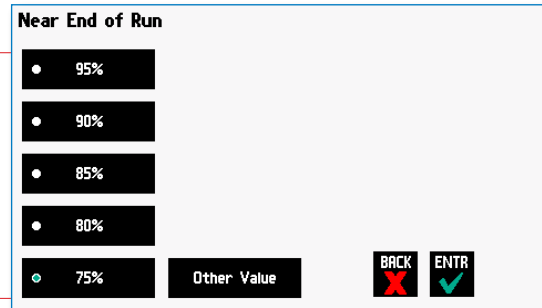 Near End of Run
95%
90%
85%
80%
75%
Other Value
BACK
ENTR